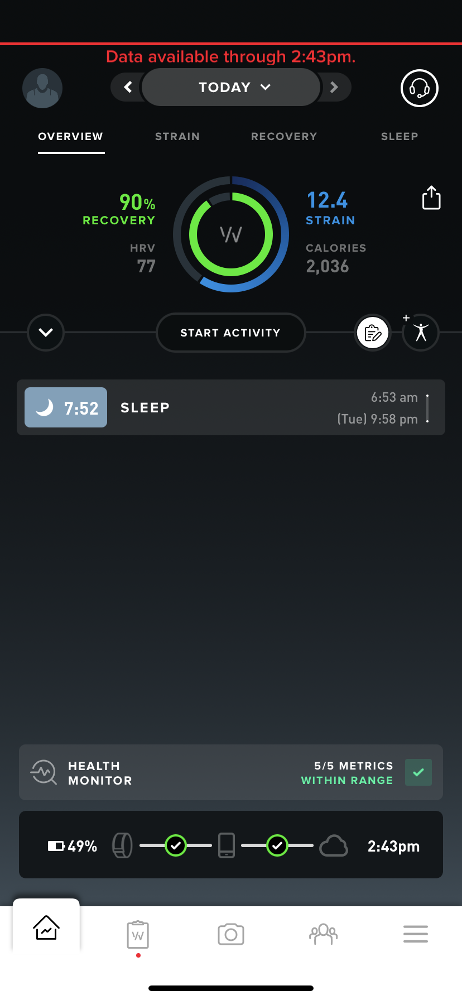 Data available through 2:43pm.
TODAY
OVERVIEW STRAIN RECOVERY SLEEP
90%
RECOVERY
HRV
77
12.4
STRAIN
CALORIES
2,036
START ACTIVITY
7:52 SLEEP
6:53 am
(Tue) 9:58 pm
HEALTH
MONITOR
5/5 METRICS
WITHIN RANGE
49% 2:43pm